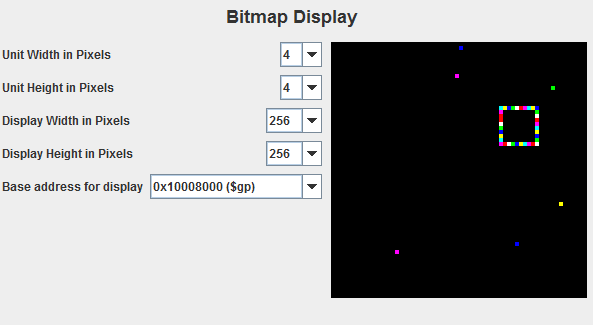 Bitmap Display
Unit Width in Pixels 4
Unit Height in Pixels 4
Display Width in Pixels 256
Display Height in Pixels 256
Base address for display 0x10008000 ($gp)